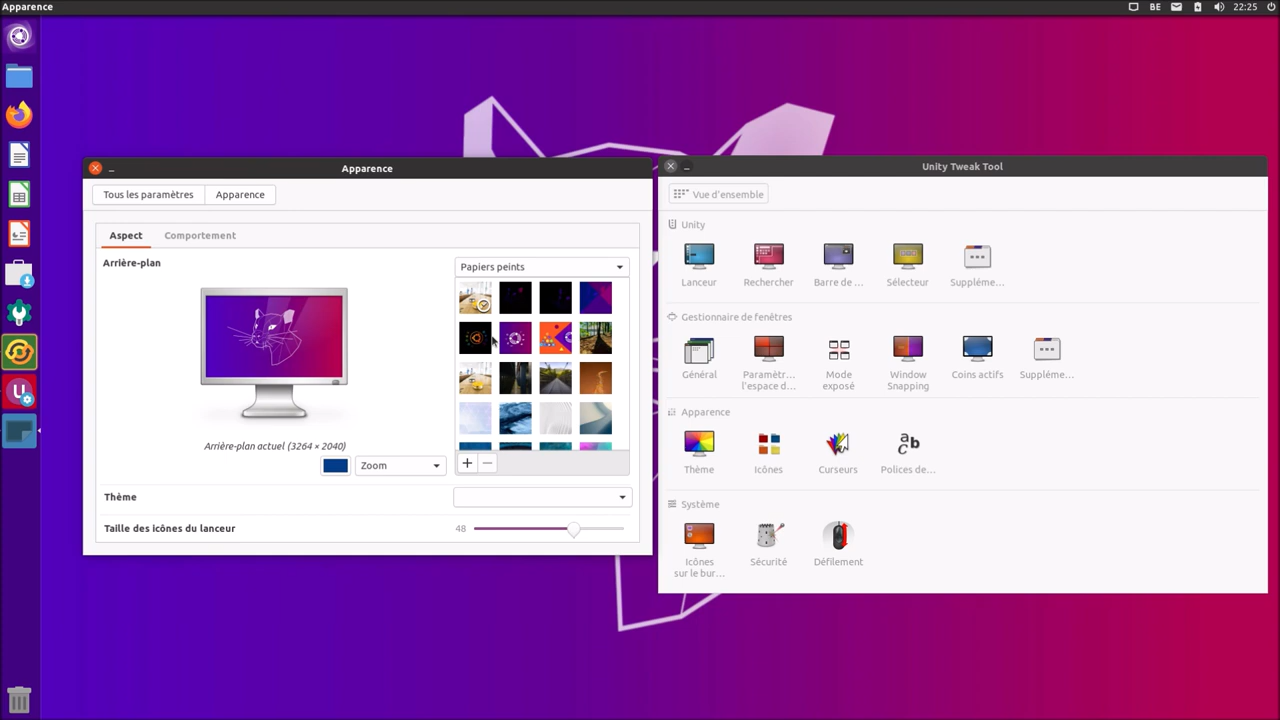 Apparence
BE
22:25
Apparence
Tous les paramètres
Apparence
Aspect
Comportement
Arrière-plan
Papiers peints
Arrière-plan actuel (3264 × 2040)
Zoom
Thème
Taille des icônes du lanceur
48
Unity Tweak Tool
Vue d'ensemble
Unity
Lanceur
Rechercher
Barre de ...
Sélecteur
Suppléme...
Gestionnaire de fenêtres
Général
Paramètr...
l'espace d...
Mode
exposé
Window
Snapping
Coins actifs
Suppléme...
Apparence
Thème
Icônes
Curseurs
Polices de...
Système
Icônes
sur le bur...
Sécurité
Défilement